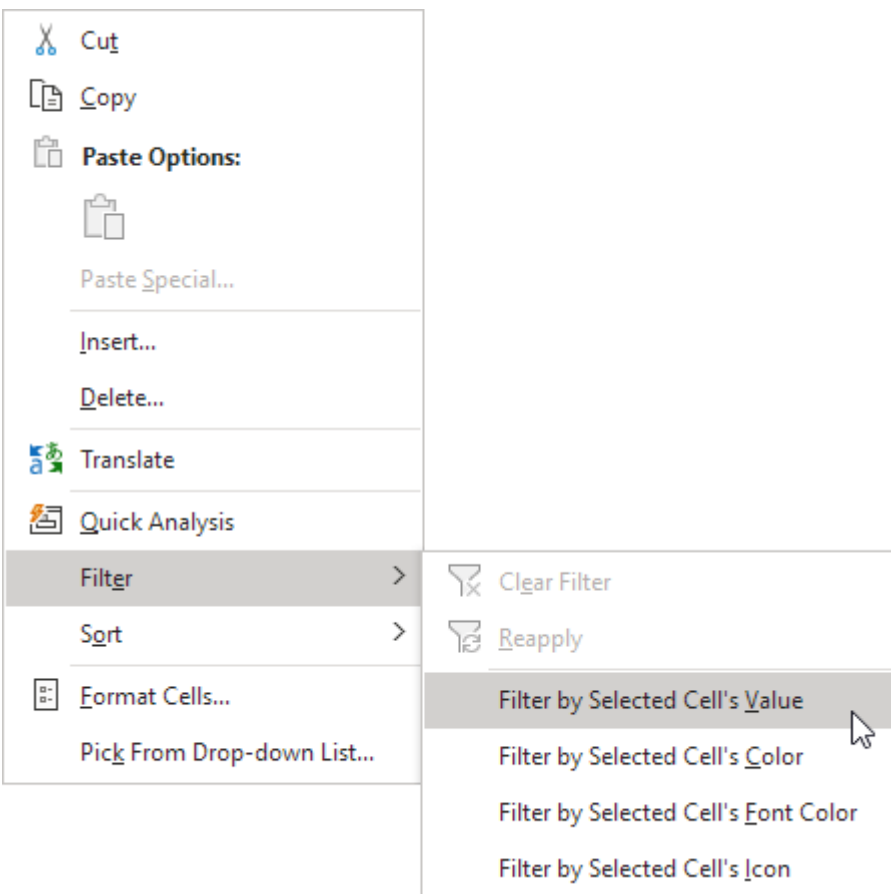 Cut
Copy
Paste Options:
Paste Special...
Insert...
Delete...
Translate
Quick Analysis
Filter
Sort
Format Cells...
Pick From Drop-down List...
Clear Filter
Reapply
Filter by Selected Cell's Value
Filter by Selected Cell's Color
Filter by Selected Cell's Font Color
Filter by Selected Cell's Icon